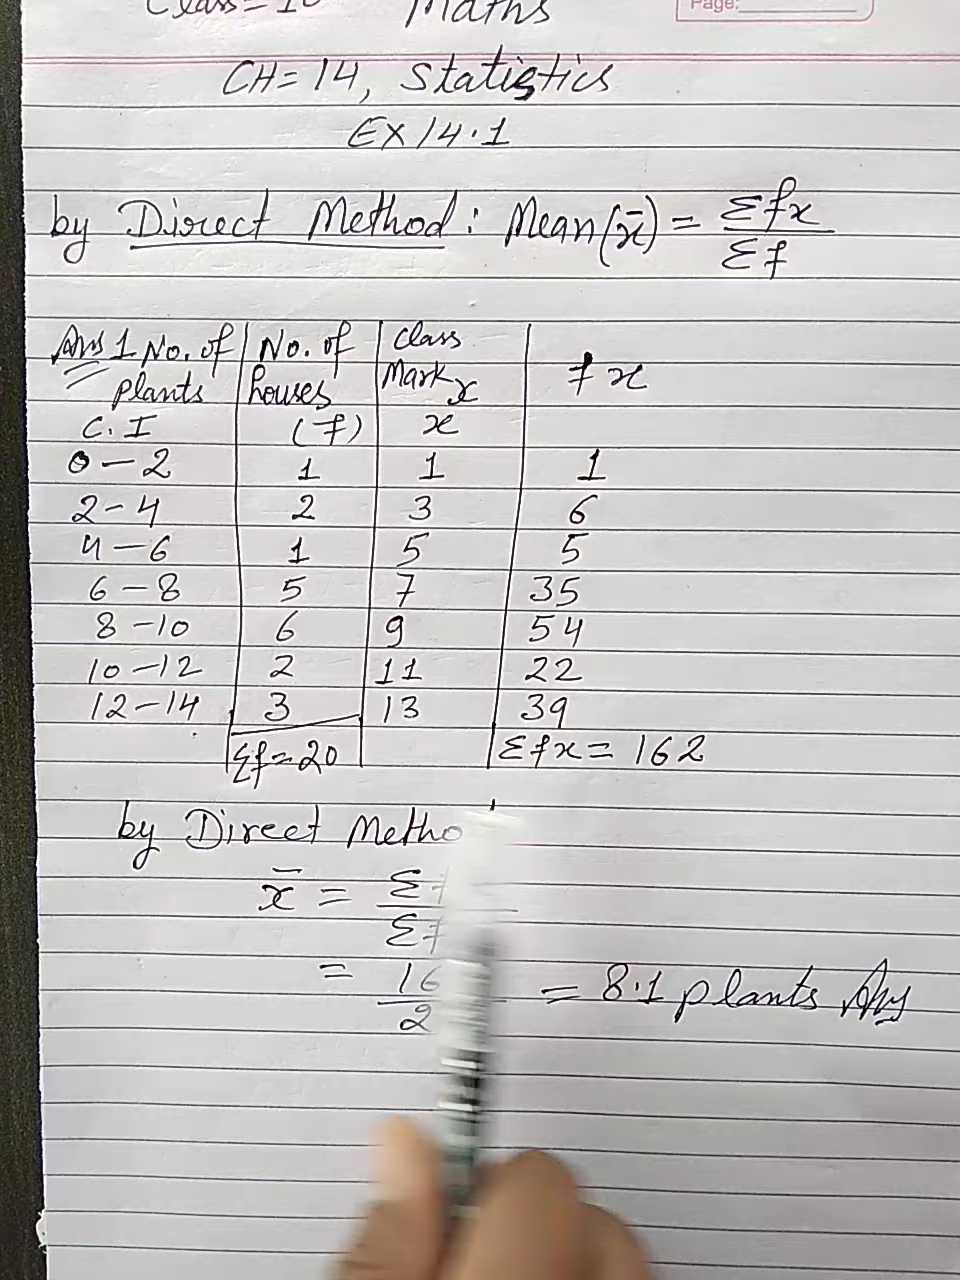 Class = 10 Maths Page:
CH = 14, Statistics
EX 14.1
by Direct Method: Mean (x̄) = Σfx / Σf
Ans 1 No. of plants C.I | No. of houses (f) | Class Mark x x | fx
0 - 2 | 1 | 1 | 1
2 - 4 | 2 | 3 | 6
4 - 6 | 1 | 5 | 5
6 - 8 | 5 | 7 | 35
8 - 10 | 6 | 9 | 54
10 - 12 | 2 | 11 | 22
12 - 14 | 3 | 13 | 39
Σf = 20 | Σfx = 162
by Direct
x̄ =
= = 8.1 plants Ans